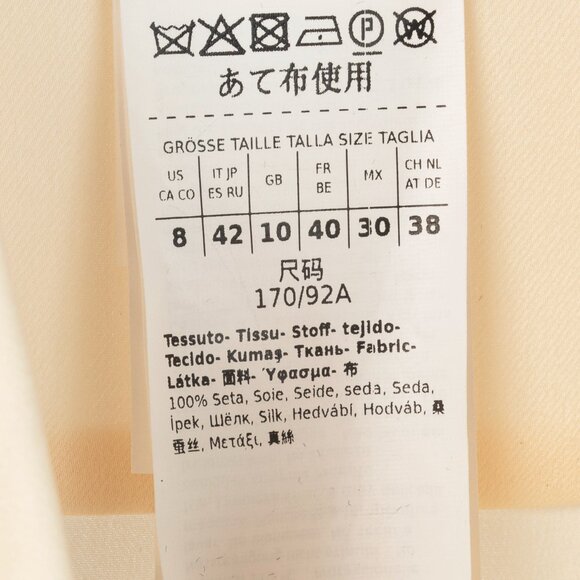 P W
あて布使用
GRÖSSE TAILLE TALLA SIZE TAGLIA
US IT JP GB FR MX CH NL
CA CO ES RU BE AT DE
8 42 10 40 30 38
尺码
170/92A
Tessuto- Tissu- Stoff- tejido-
Tecido- Kumaş- Ткань- Fabric-
Látka- 面料- Ύφασμα- 布
100% Seta, Soie, Seide, seda, Seda,
İpek, Шёлк, Silk, Hedvábí, Hodváb, 桑
蚕丝, Μετάξι, 真絲